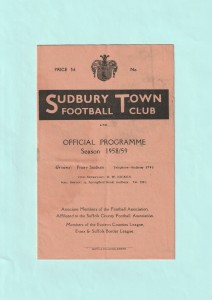 PRICE 3d
No.
SUDBURY TOWN
FOOTBALL CLUB
OFFICIAL PROGRAMME
Season 1958/59
Associate Members of the Football Association.
Affiliated to the Suffolk County Football Association.
Members of the Eastern Counties League.
Essex & Suffolk Border League.